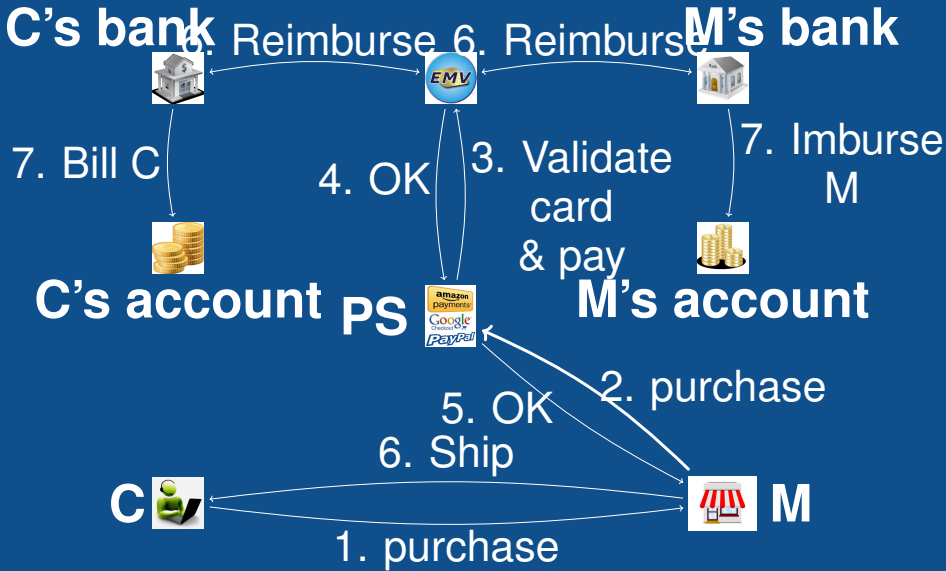 C's bank
6. Reimburse
6. Reimburse
M's bank
EMV
7. Bill C
4. OK
3. Validate
card
& pay
7. Imburse
M
C's account
PS
amazon
payments
Google
Checkout
PayPal
M's account
2. purchase
5. OK
6. Ship
C
M
1. purchase